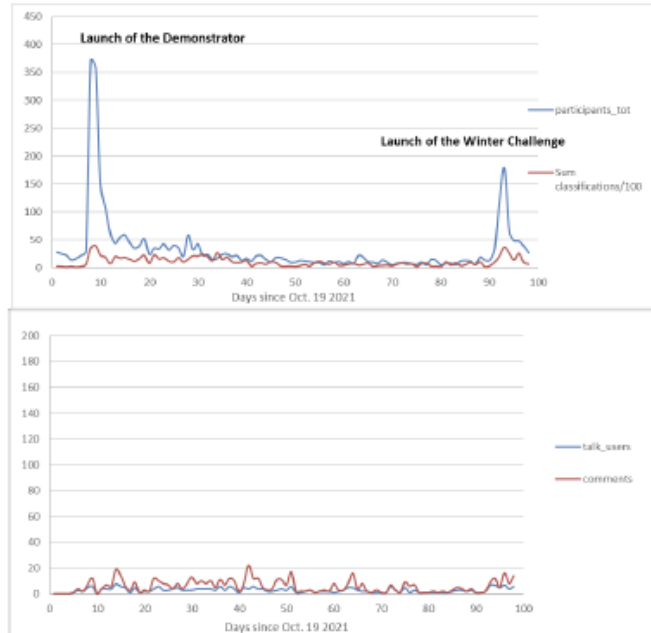 450
Launch of the Demonstrator
400
350
300
participants_tot
250
Launch of the Winter Challenge
200
Sum
classifications/100
150
100
50
0
0 10 20 30 40 50 60 70 80 90 100
Days since Oct. 19 2021
200
180
160
140
120
talk_users
100
comments
80
60
40
20
0
0 10 20 30 40 50 60 70 80 90 100
Days since Oct. 19 2021